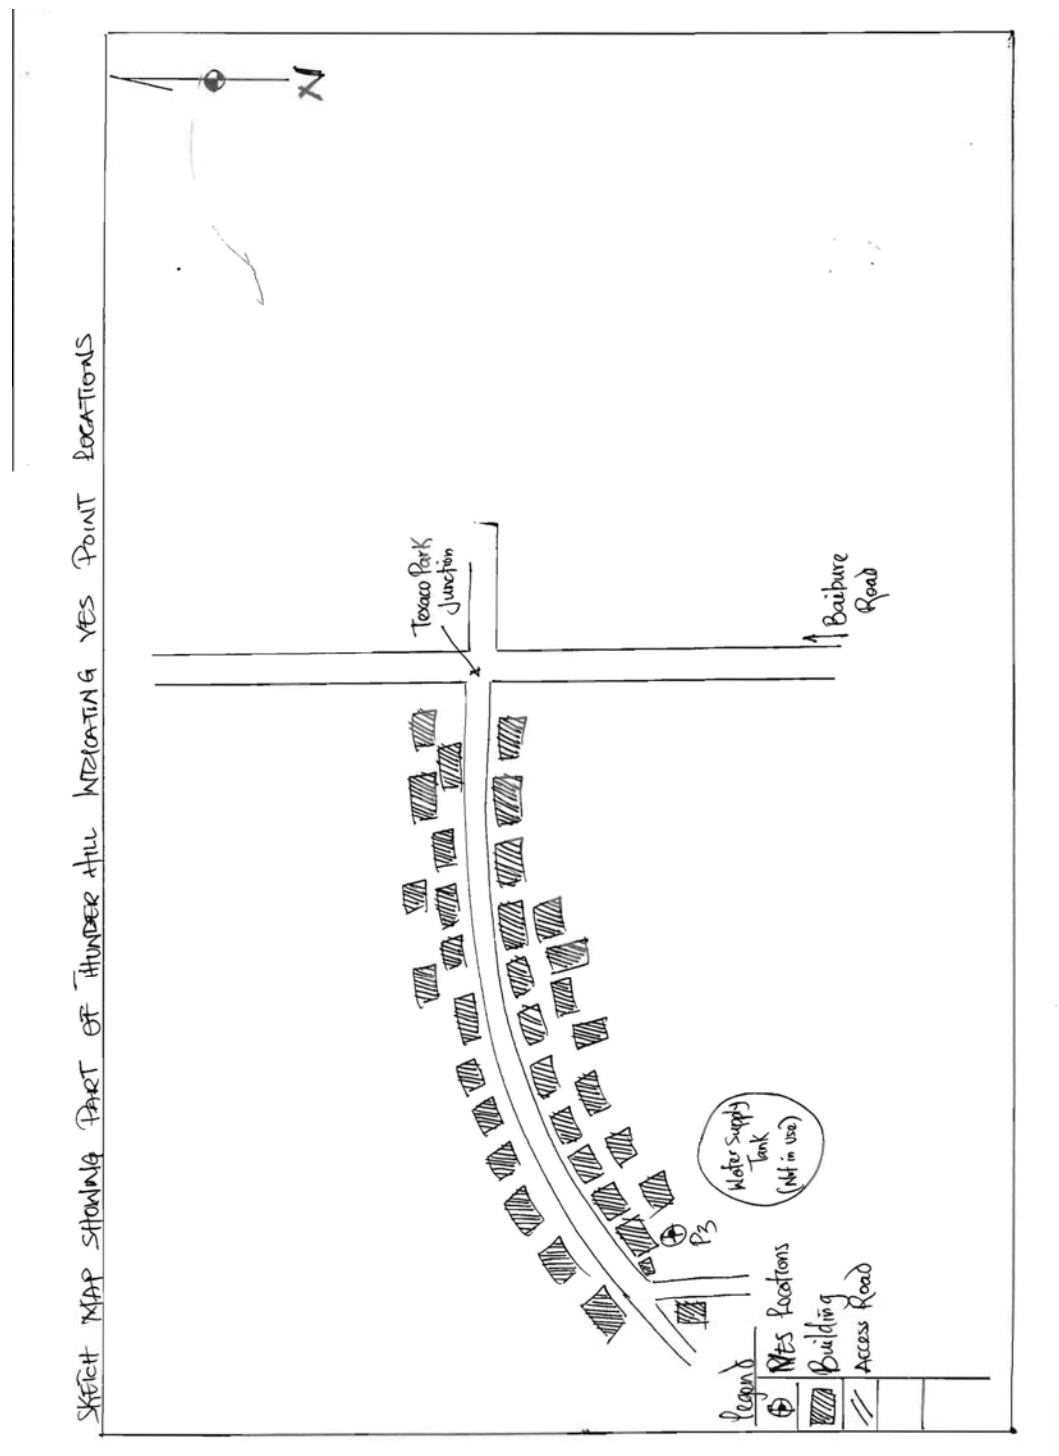 SKETCH MAP SHOWING PART OF THUNDER HILL INDICATING VES POINT LOCATIONS
N
Texaco Park
Junction
Baibure
Road
Water Supply
Tank
(Not in use)
P3
Legend
VES Locations
Building
Access Road